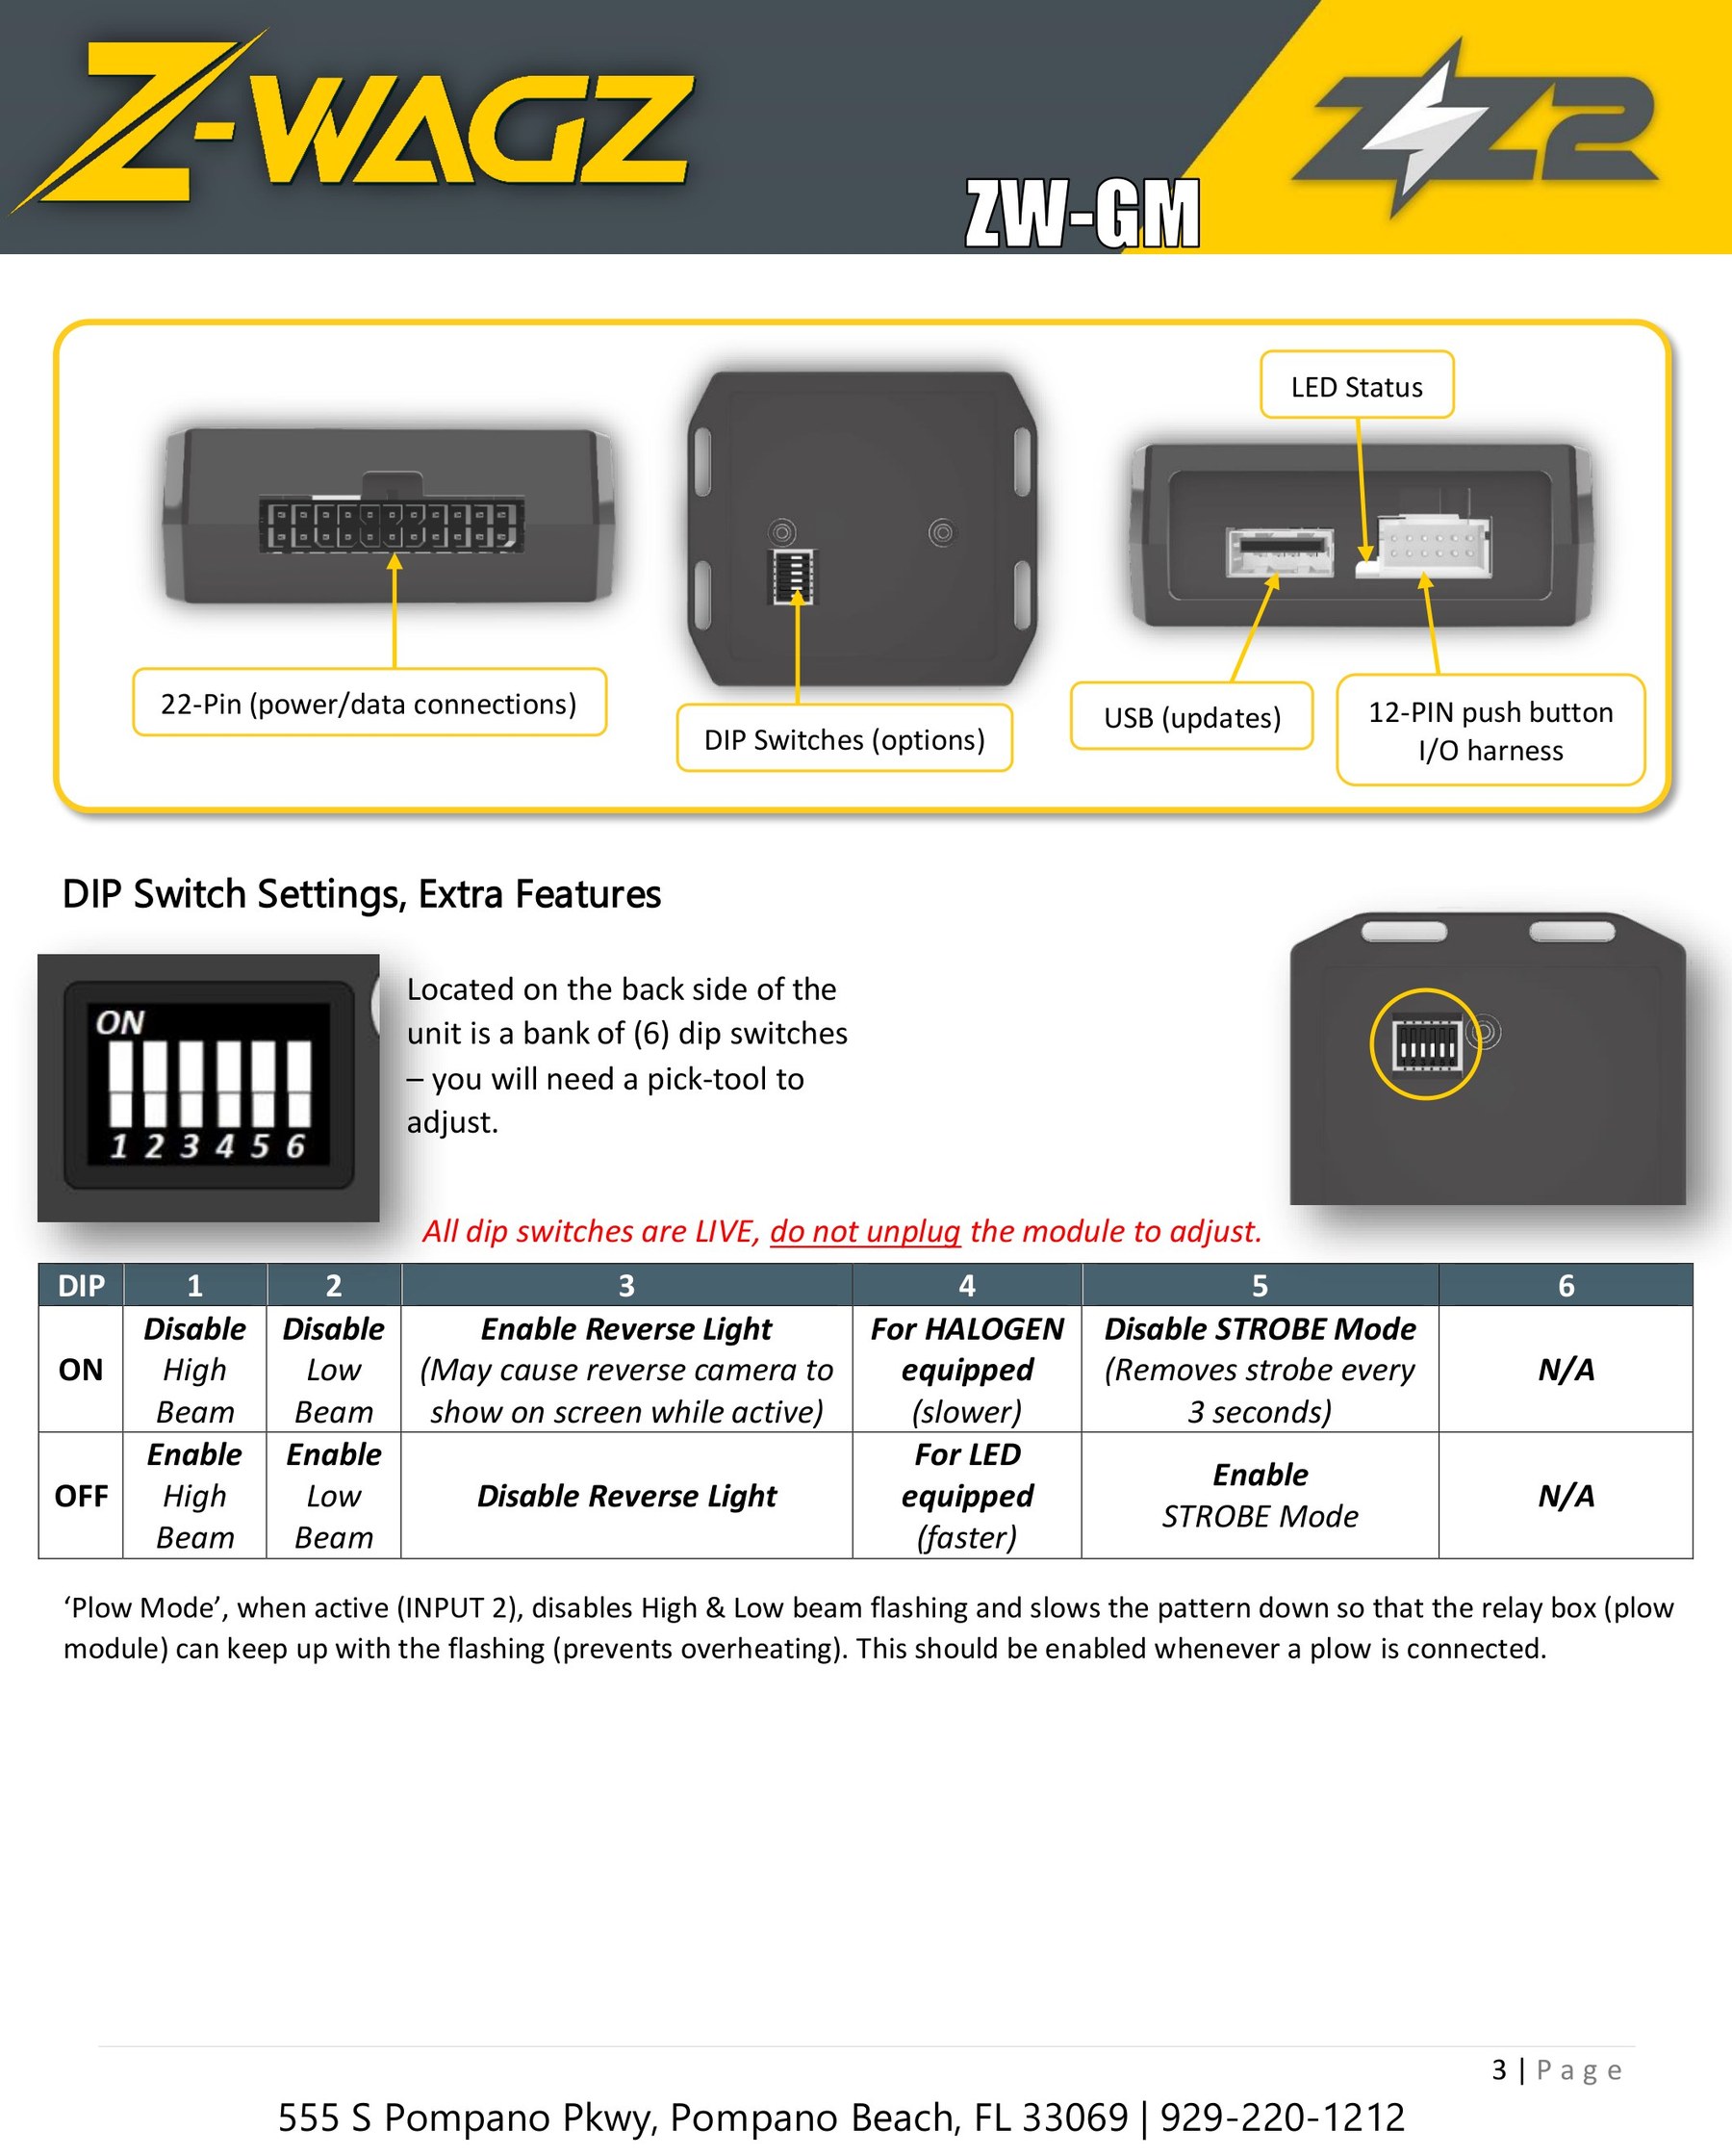 Z-WAGZ
ZW-GM
ZZ2
LED Status
22-Pin (power/data connections)
DIP Switches (options)
USB (updates)
12-PIN push button
I/O harness
DIP Switch Settings, Extra Features
ON
1 2 3 4 5 6
Located on the back side of the
unit is a bank of (6) dip switches
– you will need a pick-tool to
adjust.
All dip switches are LIVE, do not unplug the module to adjust.
DIP 1 2 3 4 5 6
Disable Disable Enable Reverse Light For HALOGEN Disable STROBE Mode
ON High Low (May cause reverse camera to equipped (Removes strobe every N/A
Beam Beam show on screen while active) (slower) 3 seconds)
Enable Enable For LED Enable
OFF High Low Disable Reverse Light equipped STROBE Mode N/A
Beam Beam (faster)
‘Plow Mode’, when active (INPUT 2), disables High & Low beam flashing and slows the pattern down so that the relay box (plow
module) can keep up with the flashing (prevents overheating). This should be enabled whenever a plow is connected.
3 | Page
555 S Pompano Pkwy, Pompano Beach, FL 33069 | 929-220-1212